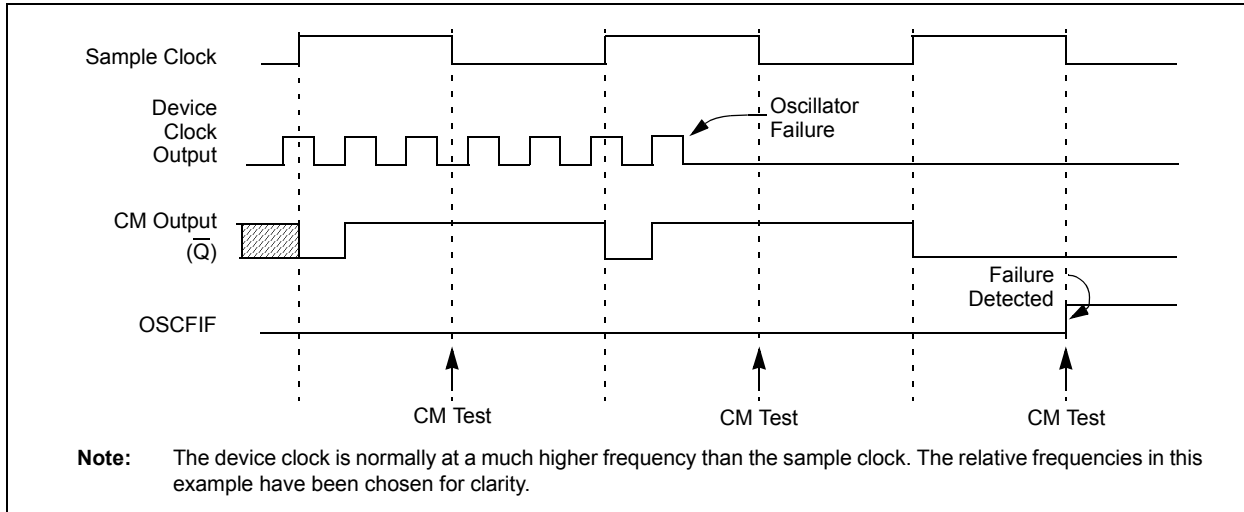 Sample Clock
Device
Clock
Output
Oscillator
Failure
CM Output
(Q̅)
Failure
Detected
OSCFIF
CM Test
CM Test
CM Test
Note: The device clock is normally at a much higher frequency than the sample clock. The relative frequencies in this
example have been chosen for clarity.